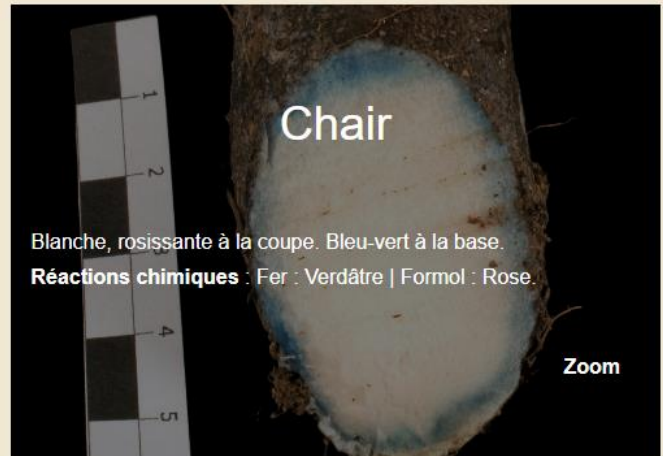 Chair
1
2
Blanche, rosissante à la coupe. Bleu-vert à la base.
3
Réactions chimiques : Fer : Verdâtre | Formol : Rose.
4
Zoom
5